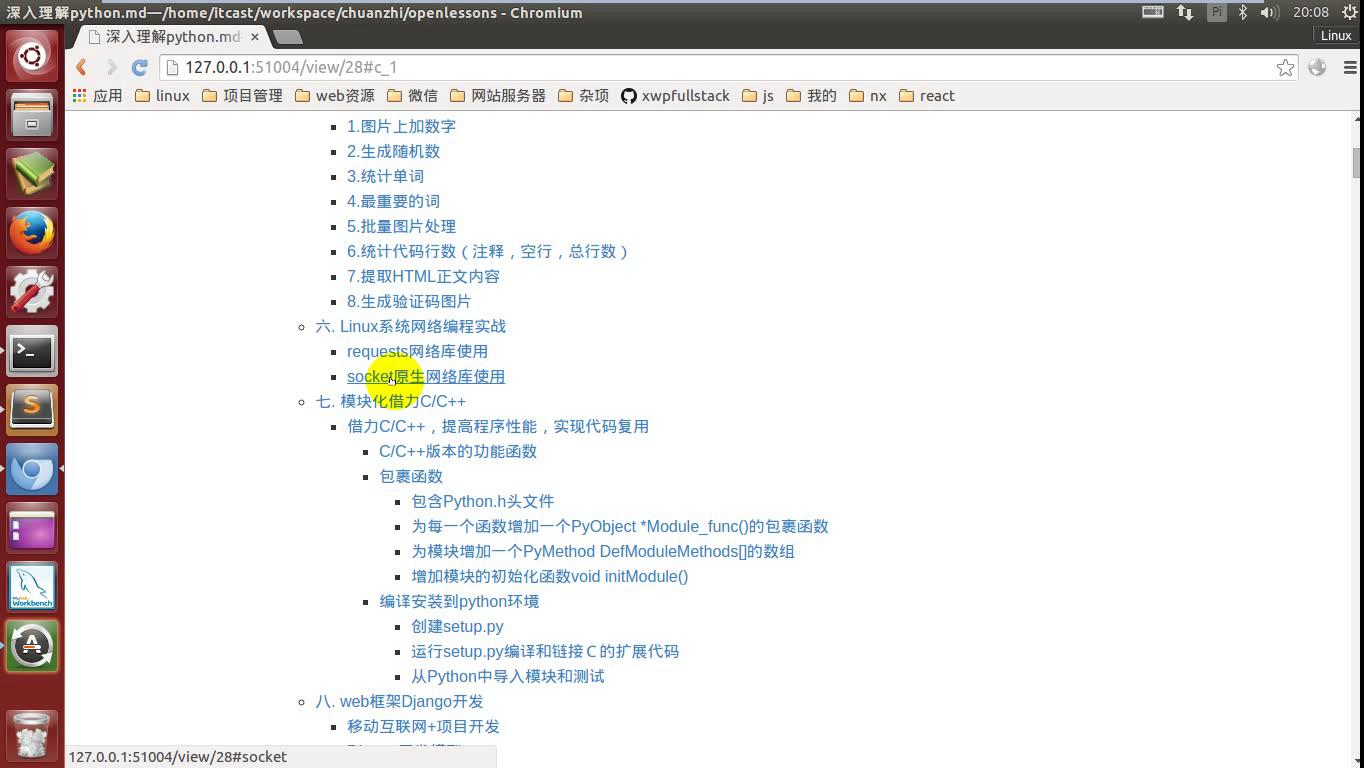 深入理解python.md—/home/itcast/workspace/chuanzhi/openlessons - Chromium
Pi
20:08
深入理解python.md
Linux
127.0.0.1:51004/view/28#c_1
应用 linux 项目管理 web资源 微信 网站服务器 杂项 xwpfullstack js 我的 nx react
1.图片上加数字
2.生成随机数
3.统计单词
4.最重要的词
5.批量图片处理
6.统计代码行数（注释，空行，总行数）
7.提取HTML正文内容
8.生成验证码图片
六. Linux系统网络编程实战
requests网络库使用
socket原生网络库使用
七. 模块化借力C/C++
借力C/C++，提高程序性能，实现代码复用
C/C++版本的功能函数
包裹函数
包含Python.h头文件
为每一个函数增加一个PyObject *Module_func()的包裹函数
为模块增加一个PyMethod DefModuleMethods[]的数组
增加模块的初始化函数void initModule()
编译安装到python环境
创建setup.py
运行setup.py编译和链接C的扩展代码
从Python中导入模块和测试
八. web框架Django开发
移动互联网+项目开发
127.0.0.1:51004/view/28#socket
Workbench